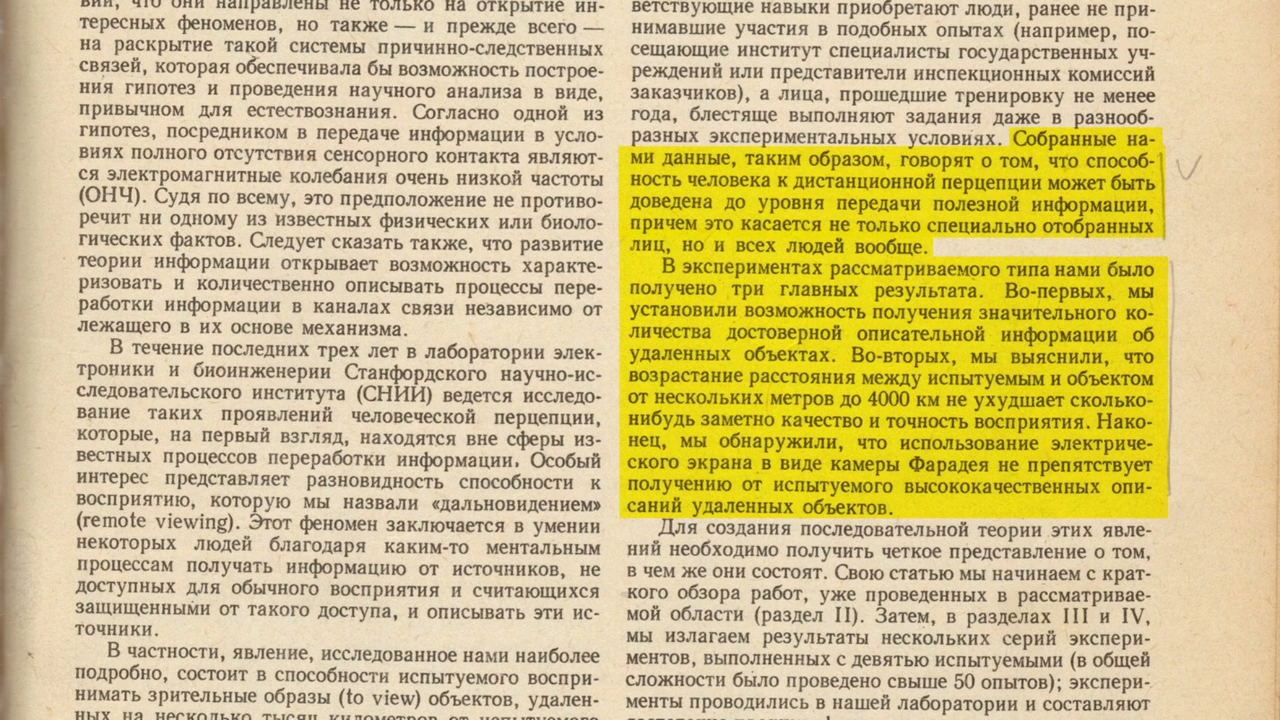 вий, что они направлены не только на открытие ин-
тересных феноменов, но также — и прежде всего —
на раскрытие такой системы причинно-следственных
связей, которая обеспечивала бы возможность построе-
ния гипотез и проведения научного анализа в виде,
привычном для естествознания. Согласно одной из
гипотез, посредником в передаче информации в усло-
виях полного отсутствия сенсорного контакта являют-
ся электромагнитные колебания очень низкой частоты
(ОНЧ). Судя по всему, это предположение не противо-
речит ни одному из известных физических или биоло-
гических фактов. Следует сказать также, что развитие
теории информации открывает возможность характе-
ризовать и количественно описывать процессы пере-
работки информации в каналах связи независимо от
лежащего в их основе механизма.
В течение последних трех лет в лаборатории элек-
троники и биоинженерии Станфордского научно-ис-
следовательского института (СНИИ) ведется исследо-
вание таких проявлений человеческой перцепции,
которые, на первый взгляд, находятся вне сферы из-
вестных процессов переработки информации. Особый
интерес представляет разновидность способности к
восприятию, которую мы назвали «дальновидением»
(remote viewing). Этот феномен заключается в умении
некоторых людей благодаря каким-то ментальным
процессам получать информацию от источников, не
доступных для обычного восприятия и считающихся
защищенными от такого доступа, и описывать эти ис-
точники.
В частности, явление, исследованное нами наиболее
подробно, состоит в способности испытуемого воспри-
нимать зрительные образы (to view) объектов, удален-
ных на несколько тысяч километров от испытуемого
ветствующие навыки приобретают люди, ранее не при-
нимавшие участия в подобных опытах (например, по-
сещающие институт специалисты государственных уч-
реждений или представители инспекционных комиссий
заказчиков), а лица, прошедшие тренировку не менее
года, блестяще выполняют задания даже в разнооб-
разных экспериментальных условиях. Собранные на-
ми данные, таким образом, говорят о том, что способ-
ность человека к дистанционной перцепции может быть
доведена до уровня передачи полезной информации,
причем это касается не только специально отобранных
лиц, но и всех людей вообще.
В экспериментах рассматриваемого типа нами было
получено три главных результата. Во-первых, мы
установили возможность получения значительного ко-
личества достоверной описательной информации об
удаленных объектах. Во-вторых, мы выяснили, что
возрастание расстояния между испытуемым и объектом
от нескольких метров до 4000 км не ухудшает сколько-
нибудь заметно качество и точность восприятия. Нако-
нец, мы обнаружили, что использование электриче-
ского экрана в виде камеры Фарадея не препятствует
получению от испытуемого высококачественных опи-
саний удаленных объектов.
Для создания последовательной теории этих явле-
ний необходимо получить четкое представление о том,
в чем же они состоят. Свою статью мы начинаем с крат-
кого обзора работ, уже проведенных в рассматривае-
мой области (раздел II). Затем, в разделах III и IV,
мы излагаем результаты нескольких серий экспери-
ментов, выполненных с девятью испытуемыми (в общей
сложности было проведено свыше 50 опытов); экспери-
менты проводились в нашей лаборатории и составляют